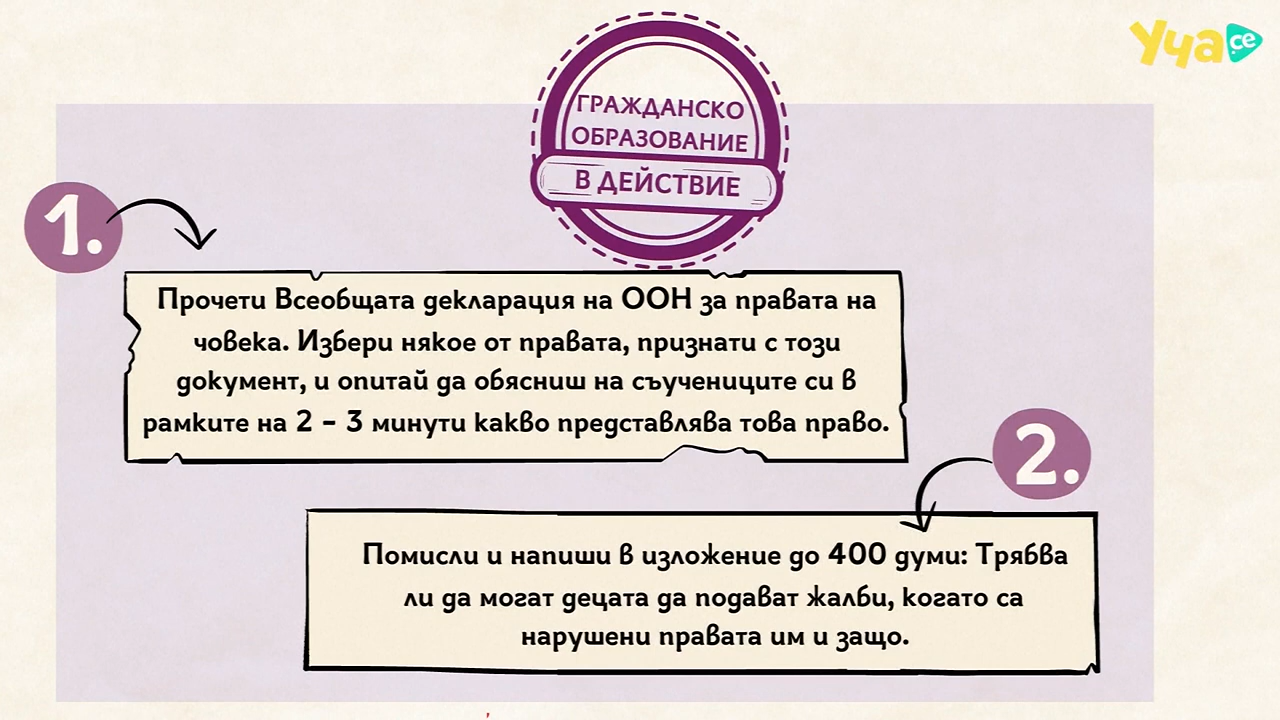 Уча.се
ГРАЖДАНСКО
ОБРАЗОВАНИЕ
В ДЕЙСТВИЕ
1.
Прочети Всеобщата декларация на ООН за правата на
човека. Избери някое от правата, признати с този
документ, и опитай да обясниш на съучениците си в
рамките на 2 – 3 минути какво представлява това право.
2.
Помисли и напиши в изложение до 400 думи: Трябва
ли да могат децата да подават жалби, когато са
нарушени правата им и защо.